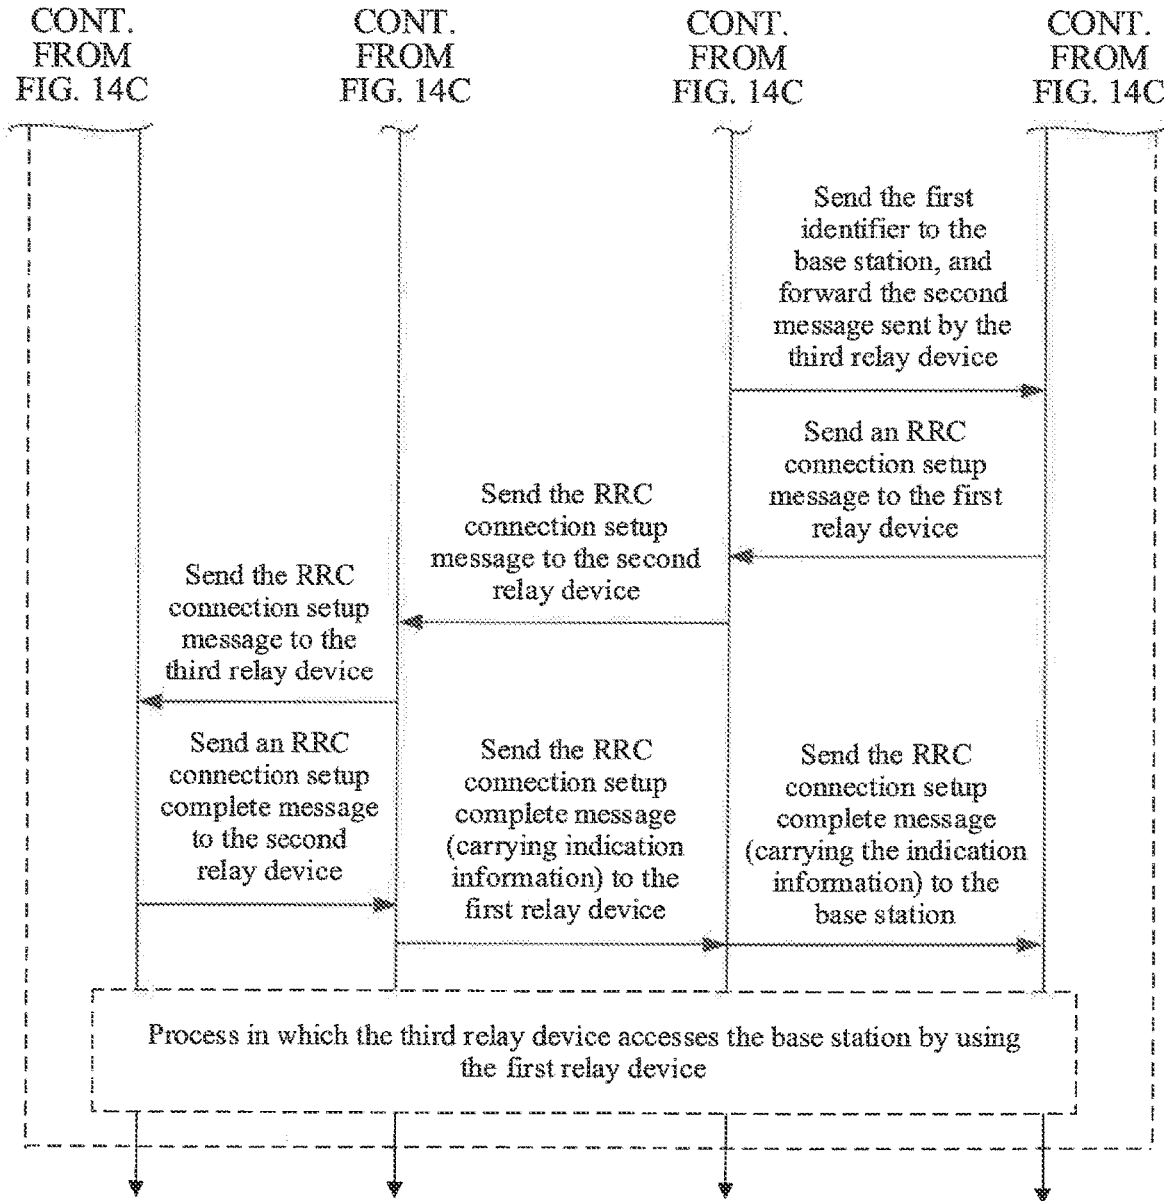 CONT.
FROM
FIG. 14C
CONT.
FROM
FIG. 14C
CONT.
FROM
FIG. 14C
CONT.
FROM
FIG. 14C
Send the first
identifier to the
base station, and
forward the second
message sent by the
third relay device
Send an RRC
connection setup
message to the first
relay device
Send the RRC
connection setup
message to the second
relay device
Send the RRC
connection setup
message to the
third relay device
Send an RRC
connection setup
complete message
to the second
relay device
Send the RRC
connection setup
complete message
(carrying indication
information) to the
first relay device
Send the RRC
connection setup
complete message
(carrying the indication
information) to the
base station
Process in which the third relay device accesses the base station by using
the first relay device